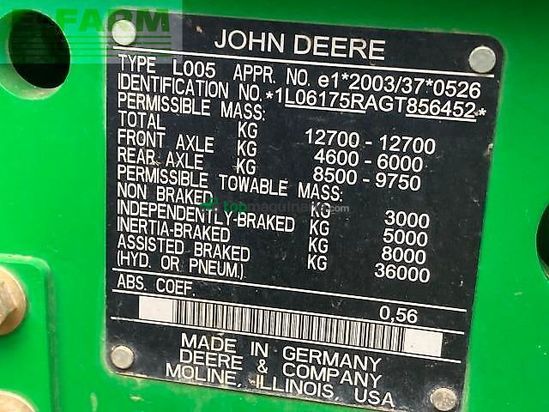 ELFARM
JOHN DEERE
TYPE L005 APPR. NO. e1*2003/37*0526
IDENTIFICATION NO.*1L06175RAGT856452*
PERMISSIBLE MASS:
TOTAL KG 12700 - 12700
FRONT AXLE KG 4600 - 6000
REAR AXLE KG 8500 - 9750
PERMISSIBLE TOWABLE MASS:
NON BRAKED KG 3000
INDEPENDENTLY-BRAKED KG 5000
INERTIA-BRAKED KG 8000
ASSISTED BRAKED KG 36000
(HYD. OR PNEUM.)
ABS. COEF. 0,56
MADE IN GERMANY
DEERE & COMPANY
MOLINE, ILLINOIS, USA